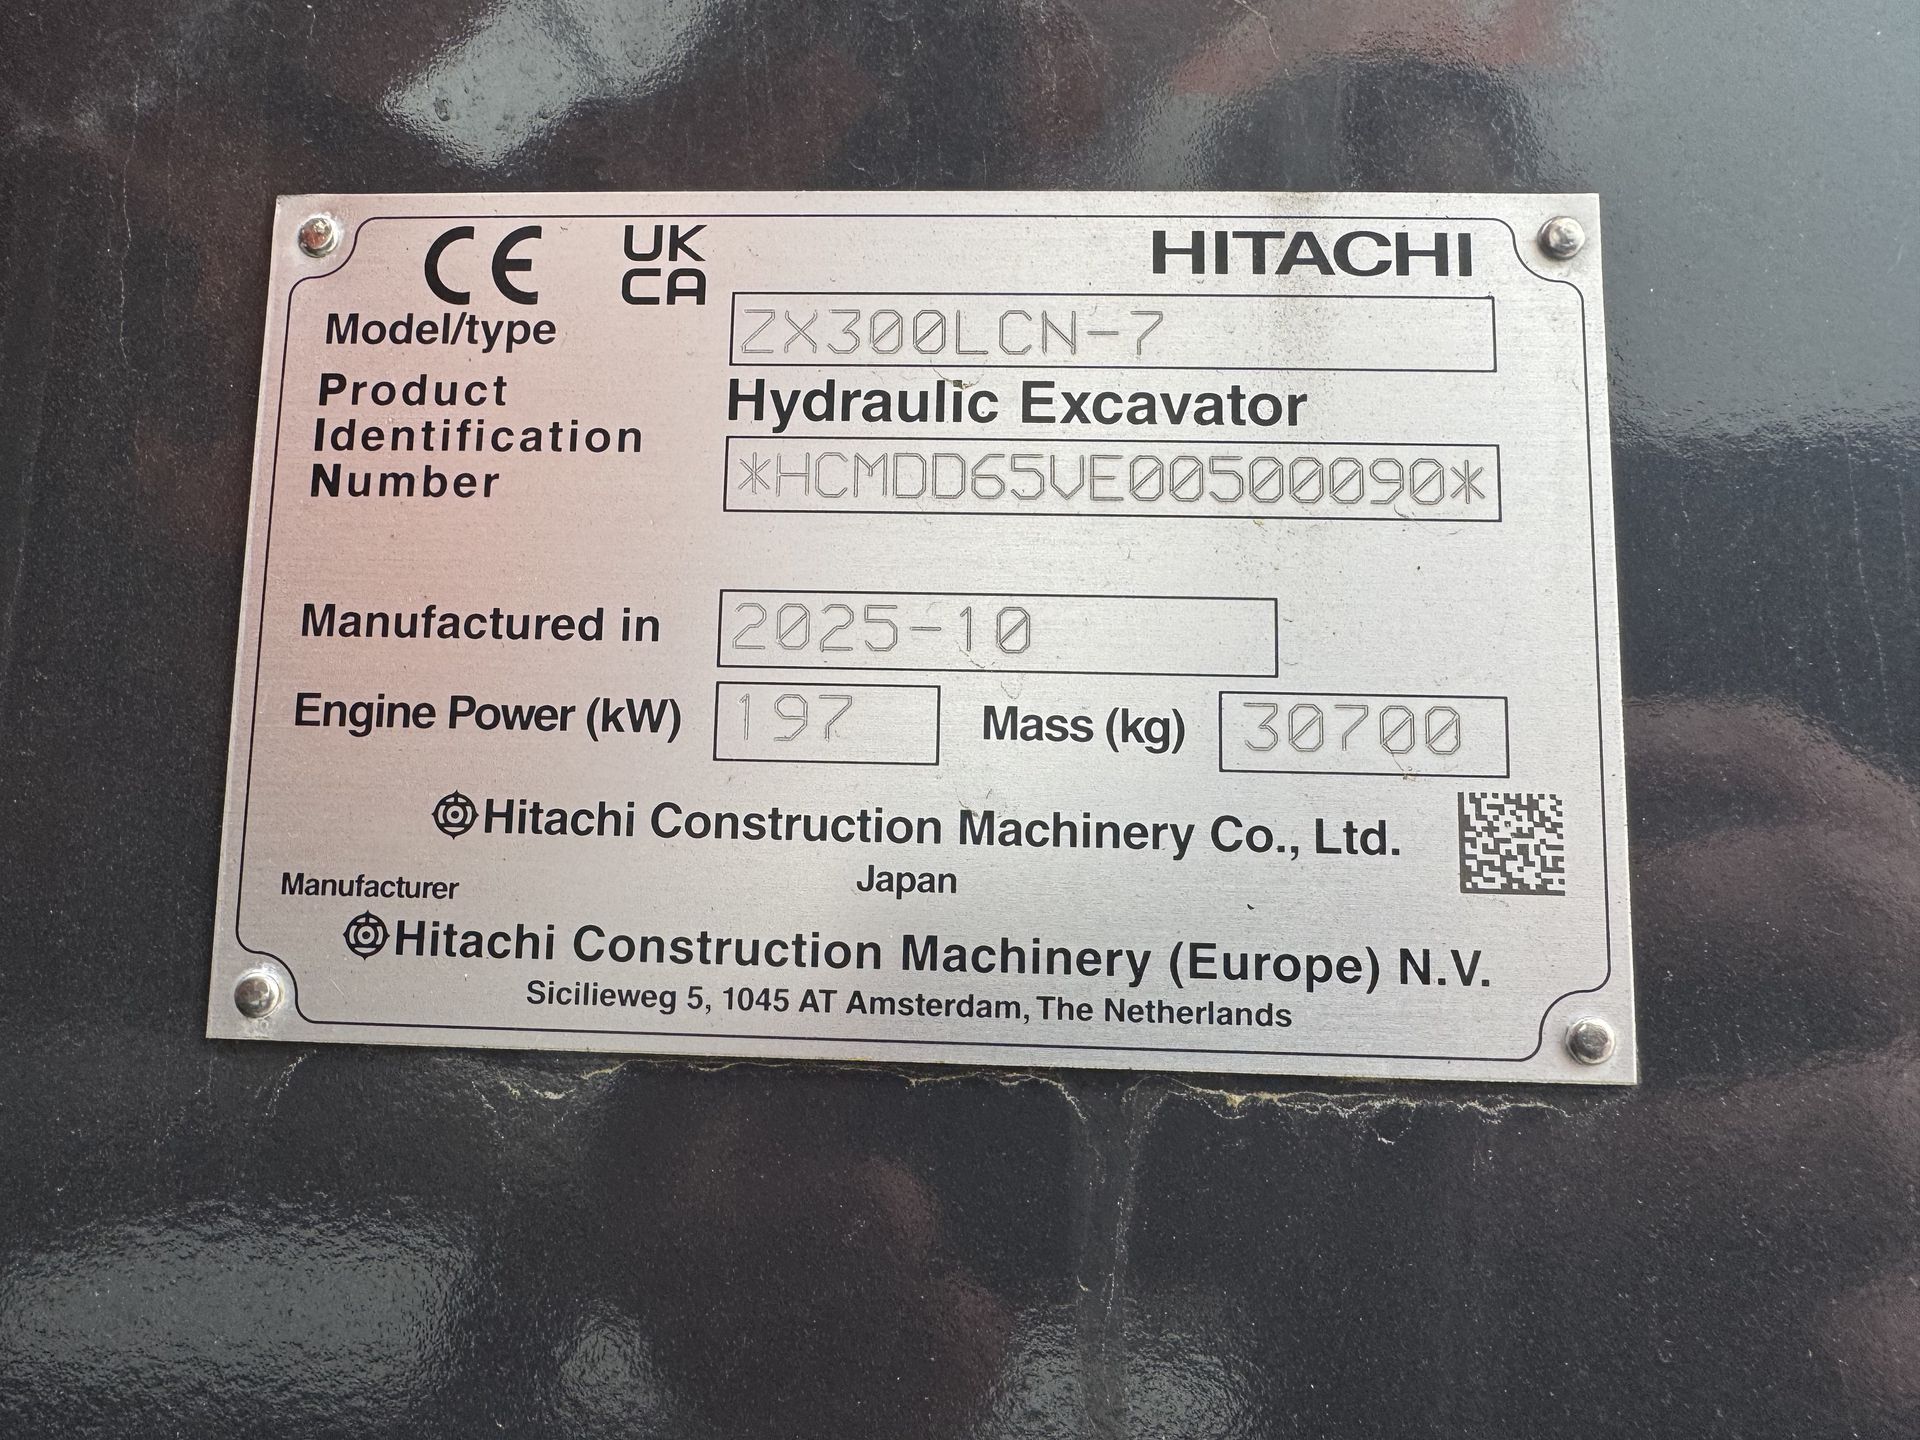 CE UK CA HITACHI
Model/type ZX300LCN-7
Product Identification Number
Hydraulic Excavator
*HCMDD65VE00500090*
Manufactured in 2025-10
Engine Power (kW) 197 Mass (kg) 30700
Hitachi Construction Machinery Co., Ltd.
Japan
Manufacturer
Hitachi Construction Machinery (Europe) N.V.
Sicilieweg 5, 1045 AT Amsterdam, The Netherlands